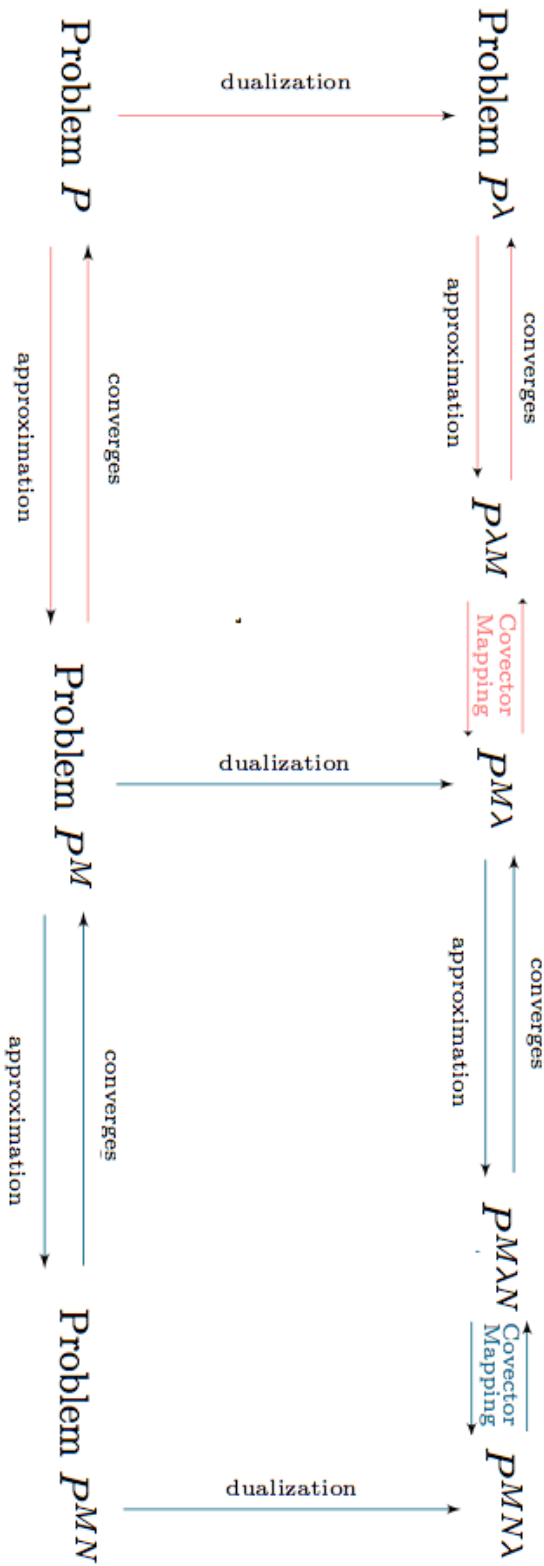 Problem P^λ
converges
approximation
P^{λM}
Covector
Mapping
P^{Mλ}
converges
approximation
P^{MλN}
Covector
Mapping
P^{MNλ}
dualization
dualization
dualization
Problem P
converges
approximation
Problem P^M
converges
approximation
Problem P^{MN}